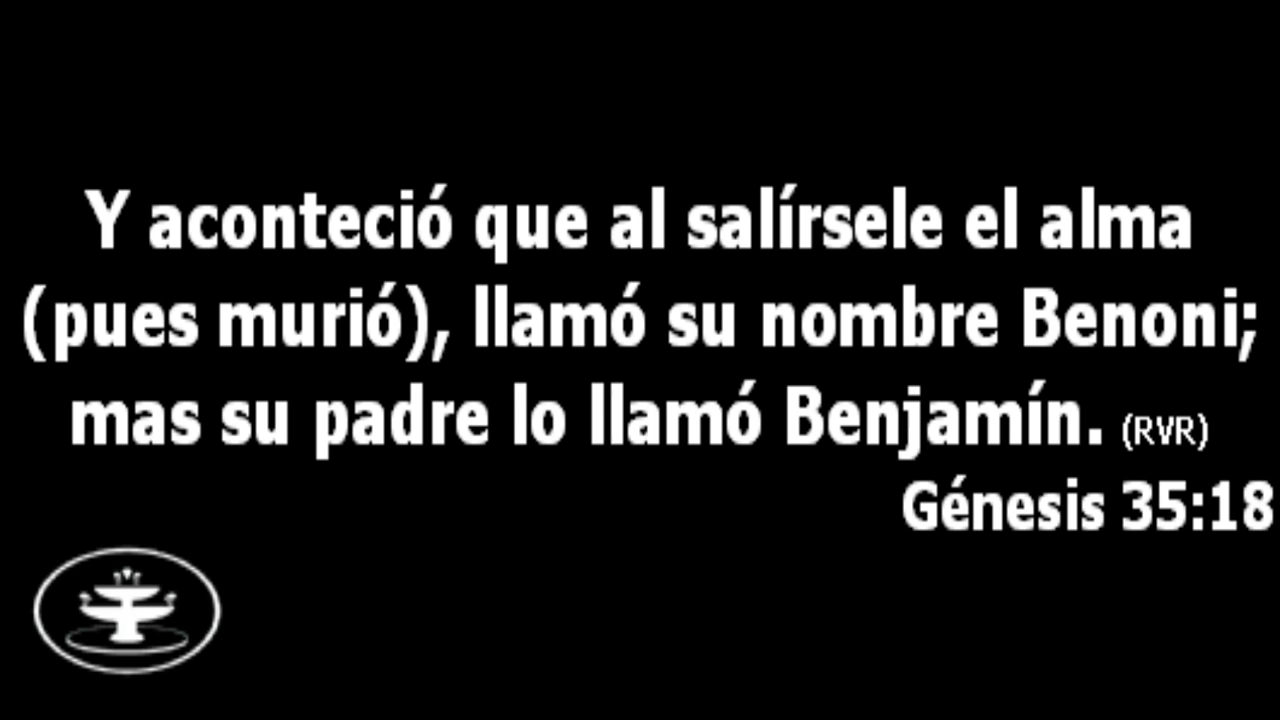 Y aconteció que al salírsele el alma
(pues murió), llamó su nombre Benoni;
mas su padre lo llamó Benjamín. (RVR)
Génesis 35:18